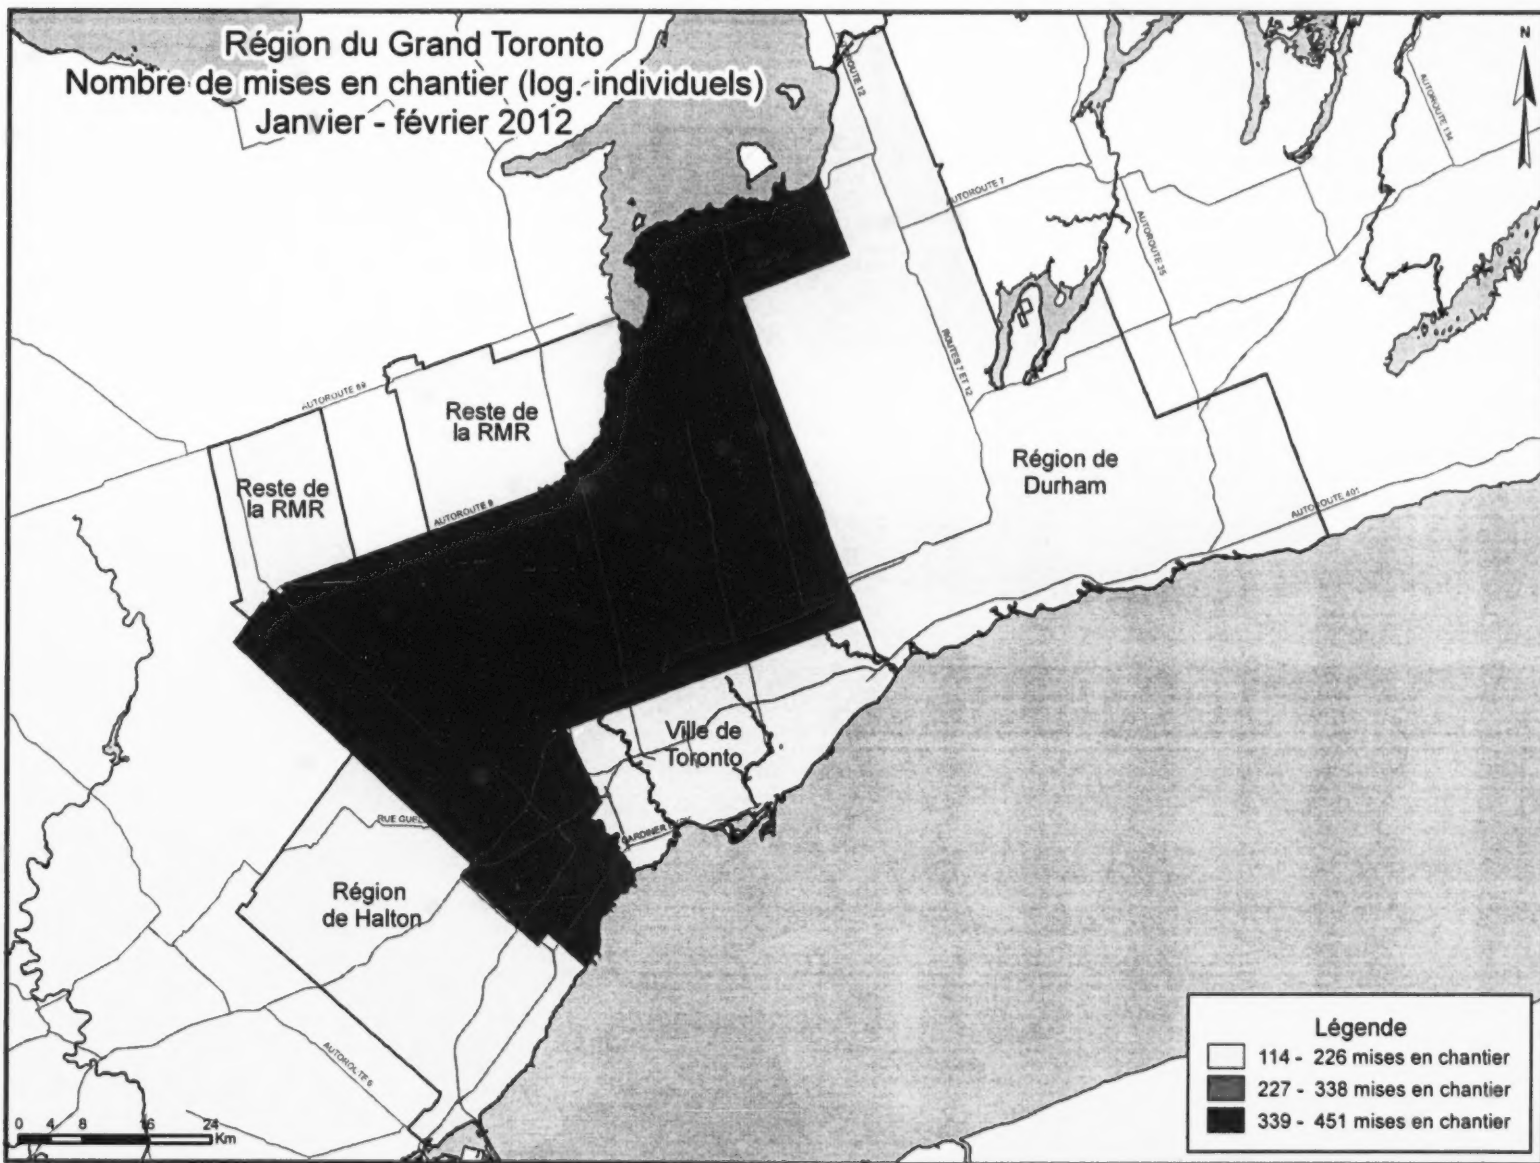 Région du Grand Toronto
Nombre de mises en chantier (log. individuels)
Janvier - février 2012
N
AUTOROUTE 12
AUTOROUTE 7
AUTOROUTE 35
ROUTES 7 ET 12
AUTOROUTE 89
Reste de
la RMR
Reste de
la RMR
AUTOROUTE 9
Région de
Durham
AUTOROUTE 401
Ville de
Toronto
GARDINER
RUE GUEL
Région
de Halton
AUTOROUTE 6
0 4 8 16 24
Km
Légende
114 - 226 mises en chantier
227 - 338 mises en chantier
339 - 451 mises en chantier